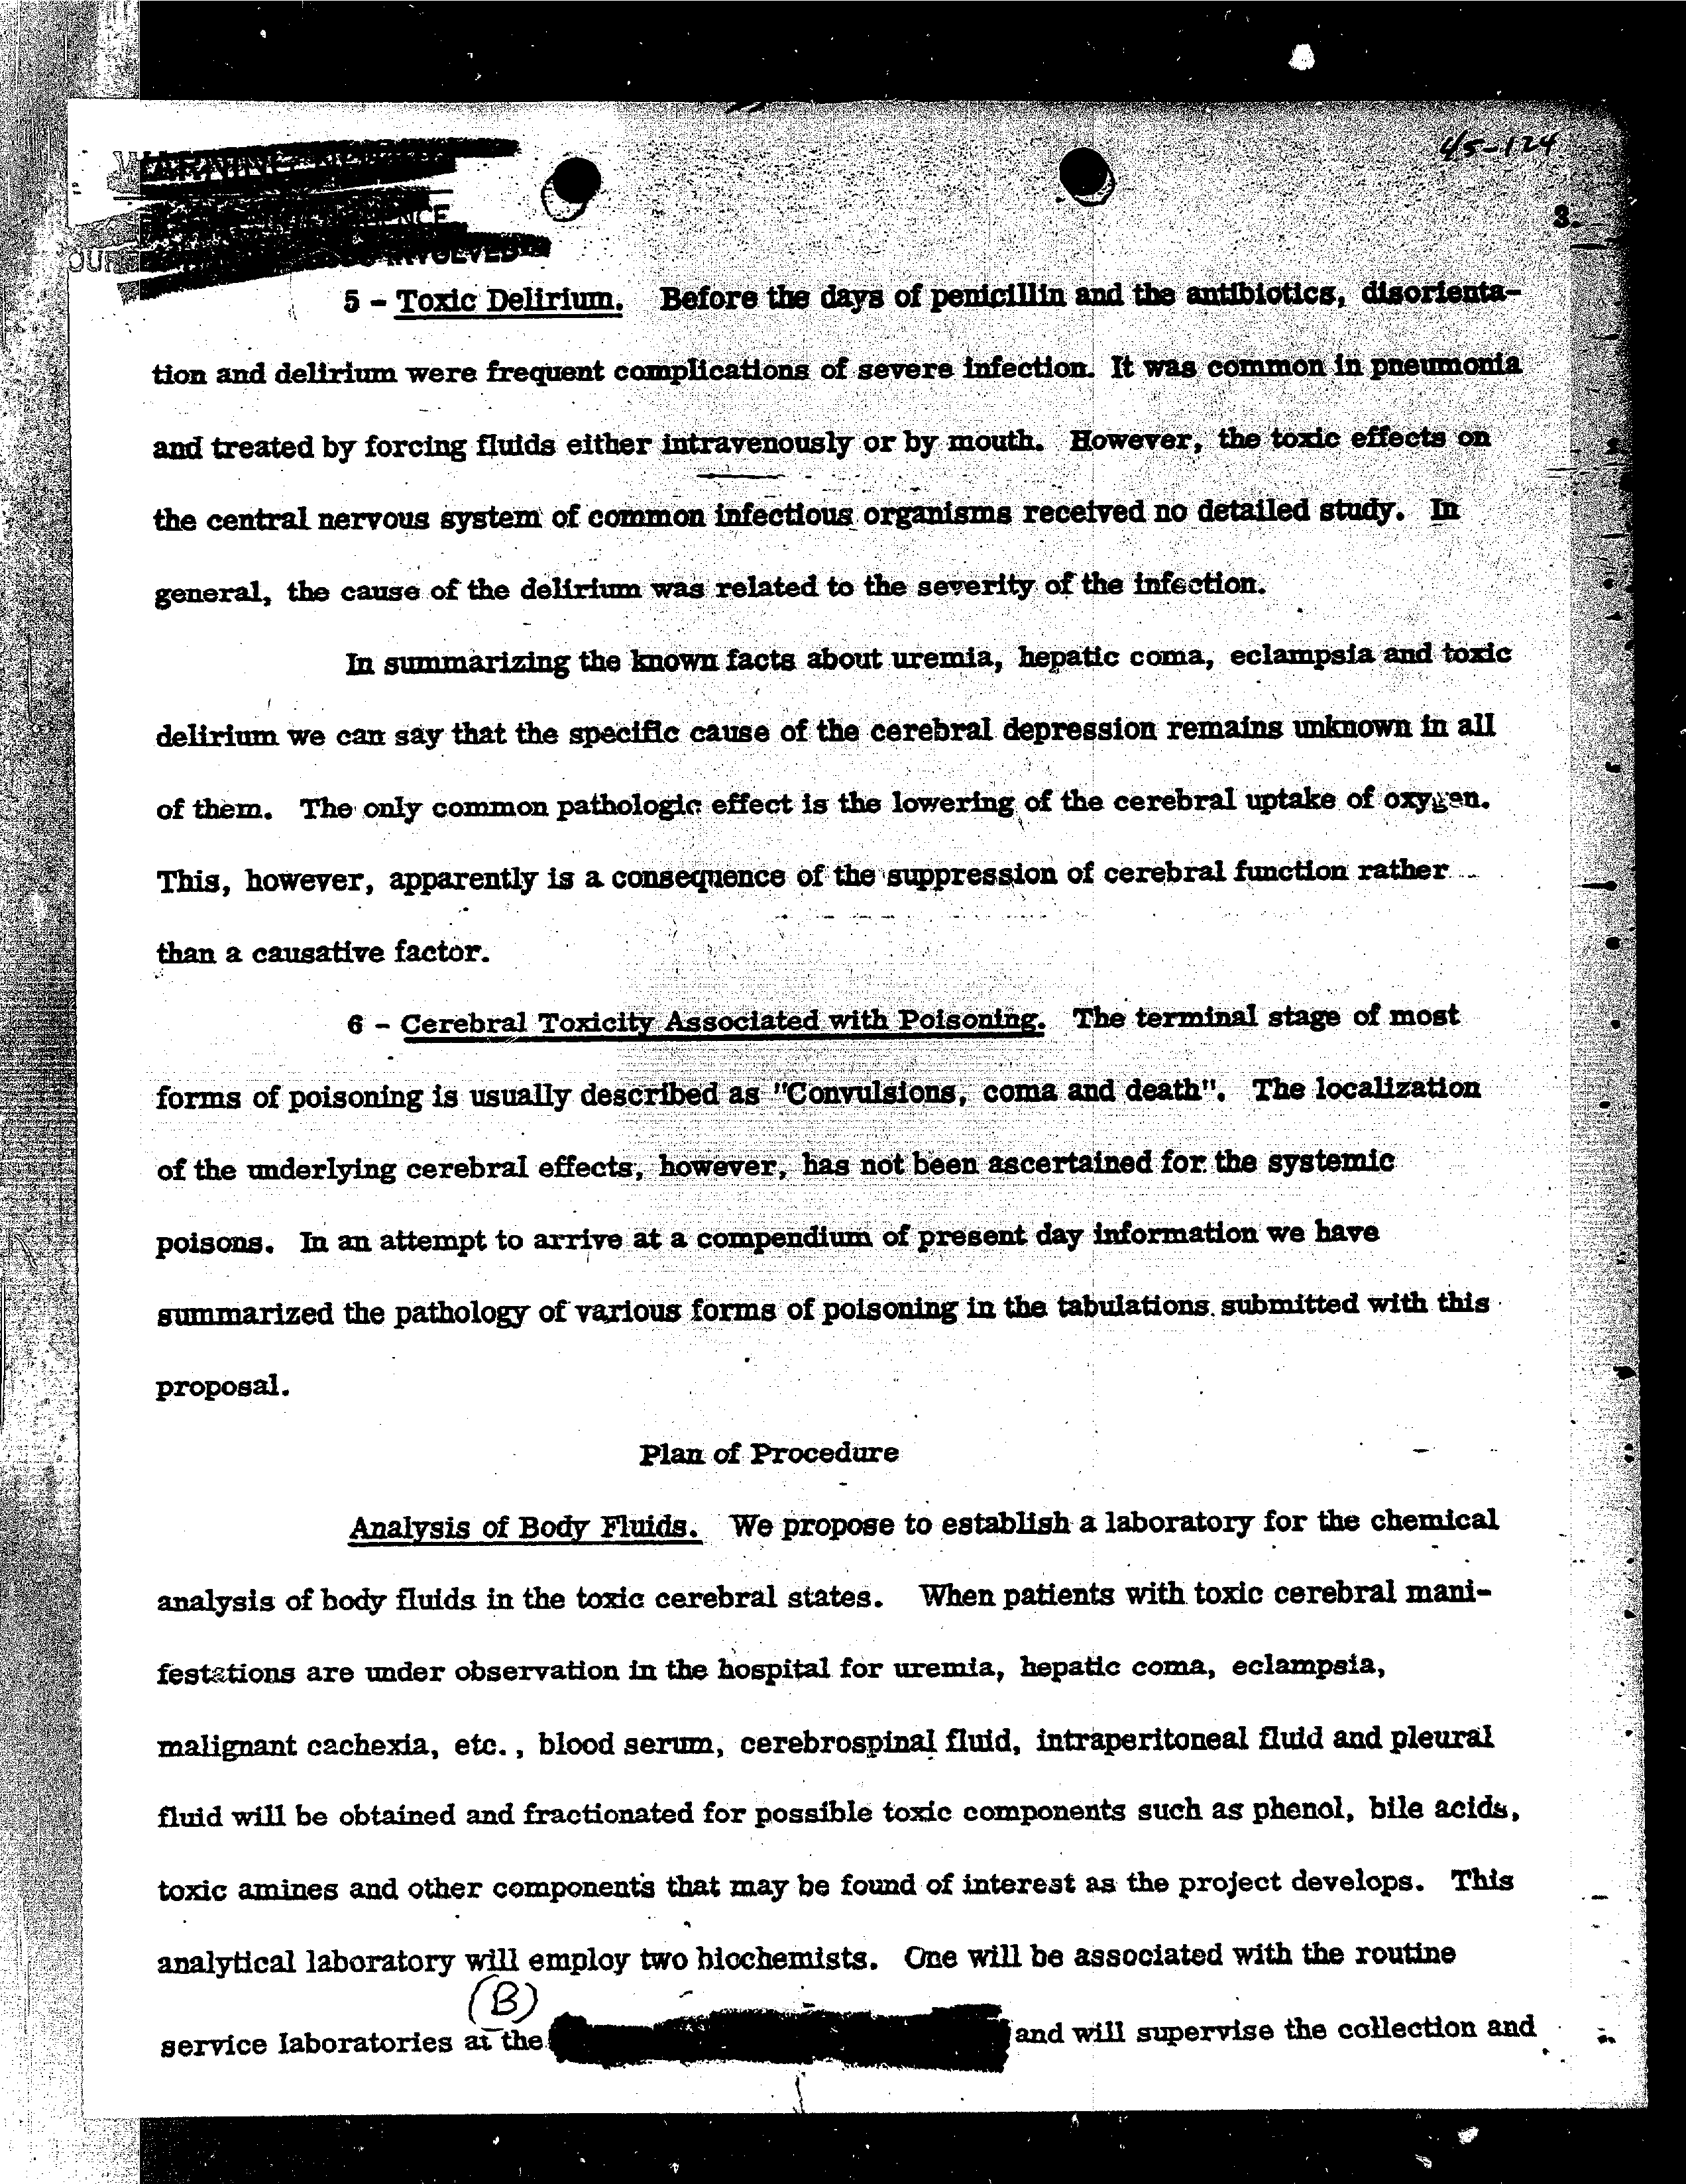 45-124
3.
5 - Toxic Delirium. Before the days of penicillin and the antibiotics, disorienta-
tion and delirium were frequent complications of severe infection. It was common in pneumonia
and treated by forcing fluids either intravenously or by mouth. However, the toxic effects on
the central nervous system of common infectious organisms received no detailed study. In
general, the cause of the delirium was related to the severity of the infection.
In summarizing the known facts about uremia, hepatic coma, eclampsia and toxic
delirium we can say that the specific cause of the cerebral depression remains unknown in all
of them. The only common pathologic effect is the lowering of the cerebral uptake of oxygen.
This, however, apparently is a consequence of the suppression of cerebral function rather
than a causative factor.
6 - Cerebral Toxicity Associated with Poisoning. The terminal stage of most
forms of poisoning is usually described as "Convulsions, coma and death". The localization
of the underlying cerebral effects, however, has not been ascertained for the systemic
poisons. In an attempt to arrive at a compendium of present day information we have
summarized the pathology of various forms of poisoning in the tabulations submitted with this
proposal.
Plan of Procedure
Analysis of Body Fluids. We propose to establish a laboratory for the chemical
analysis of body fluids in the toxic cerebral states. When patients with toxic cerebral mani-
festations are under observation in the hospital for uremia, hepatic coma, eclampsia,
malignant cachexia, etc., blood serum, cerebrospinal fluid, intraperitoneal fluid and pleural
fluid will be obtained and fractionated for possible toxic components such as phenol, bile acids,
toxic amines and other components that may be found of interest as the project develops. This
analytical laboratory will employ two biochemists. One will be associated with the routine
(B)
service laboratories at the and will supervise the collection and